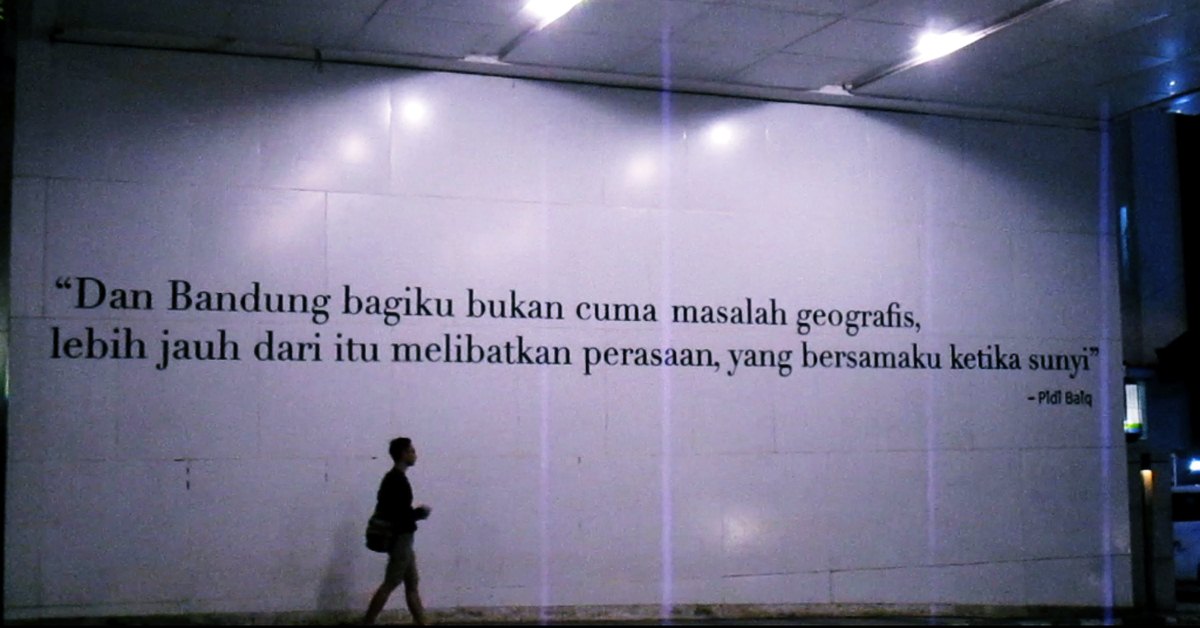 “Dan Bandung bagiku bukan cuma masalah geografis,
lebih jauh dari itu melibatkan perasaan, yang bersamaku ketika sunyi”
– Pidi Baiq